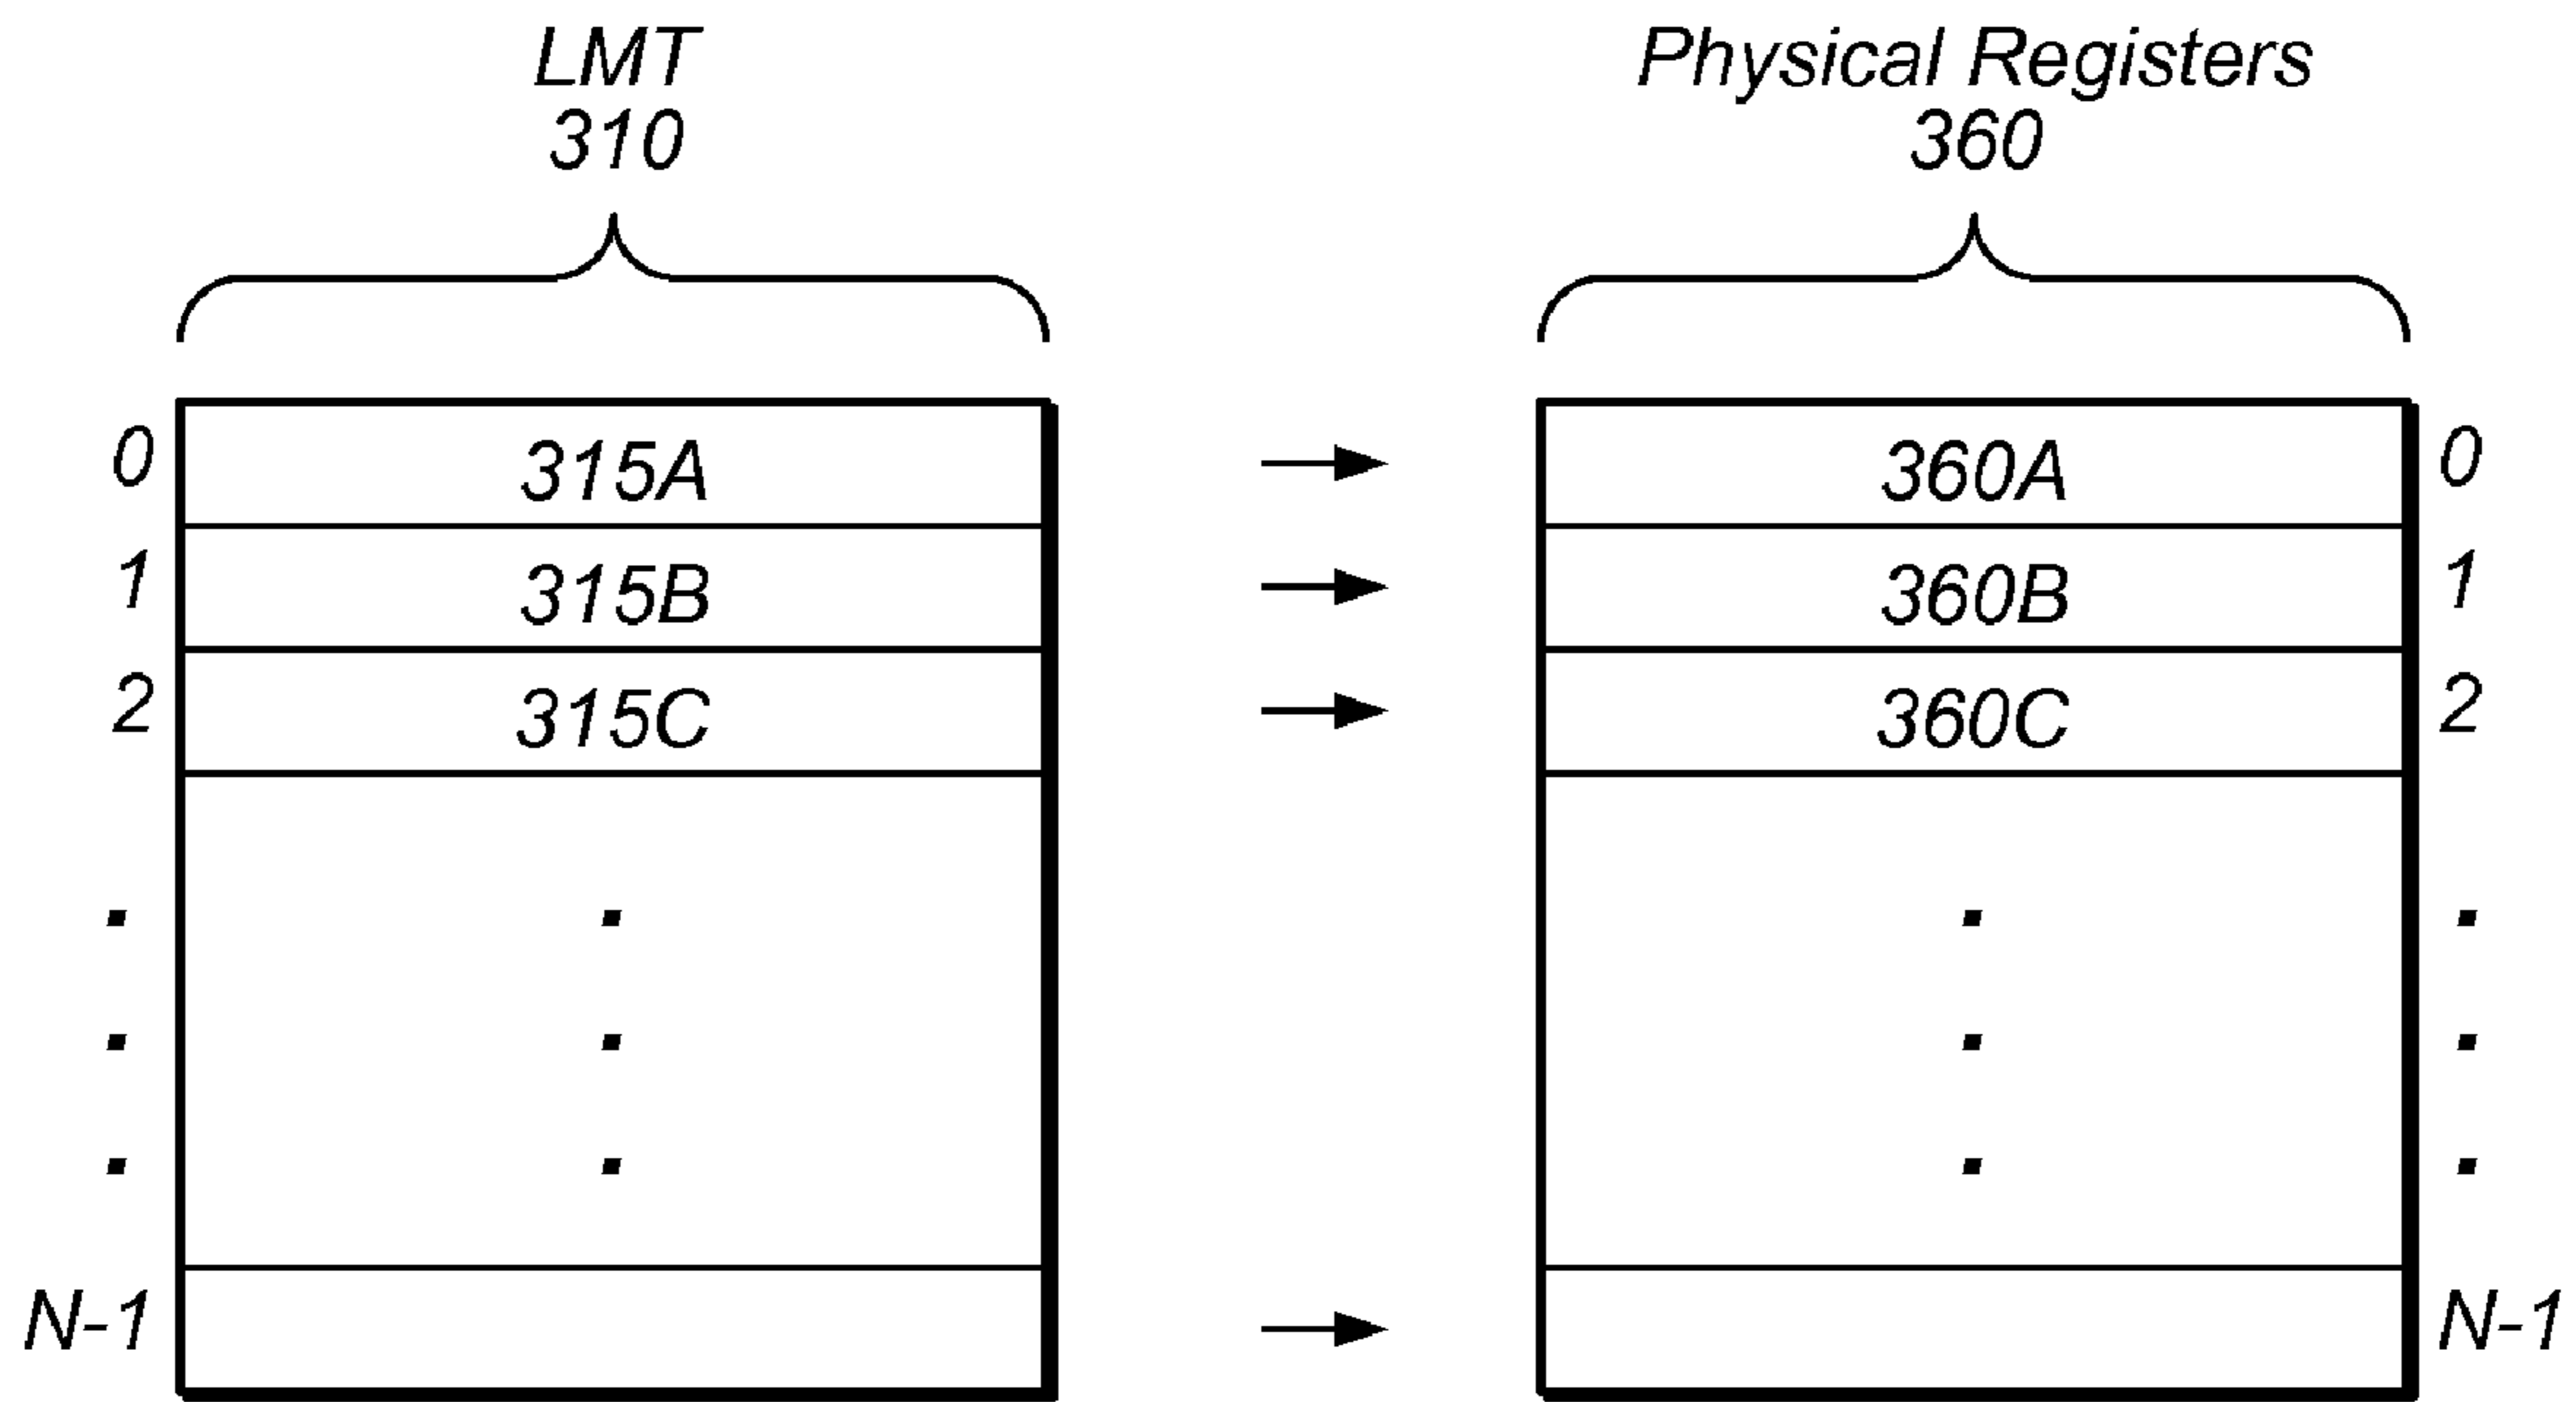 LMT Physical Registers
310 360
0 315A 360A 0
1 315B 360B 1
2 315C 360C 2
. . . .
. . . .
. . . .
N-1 N-1